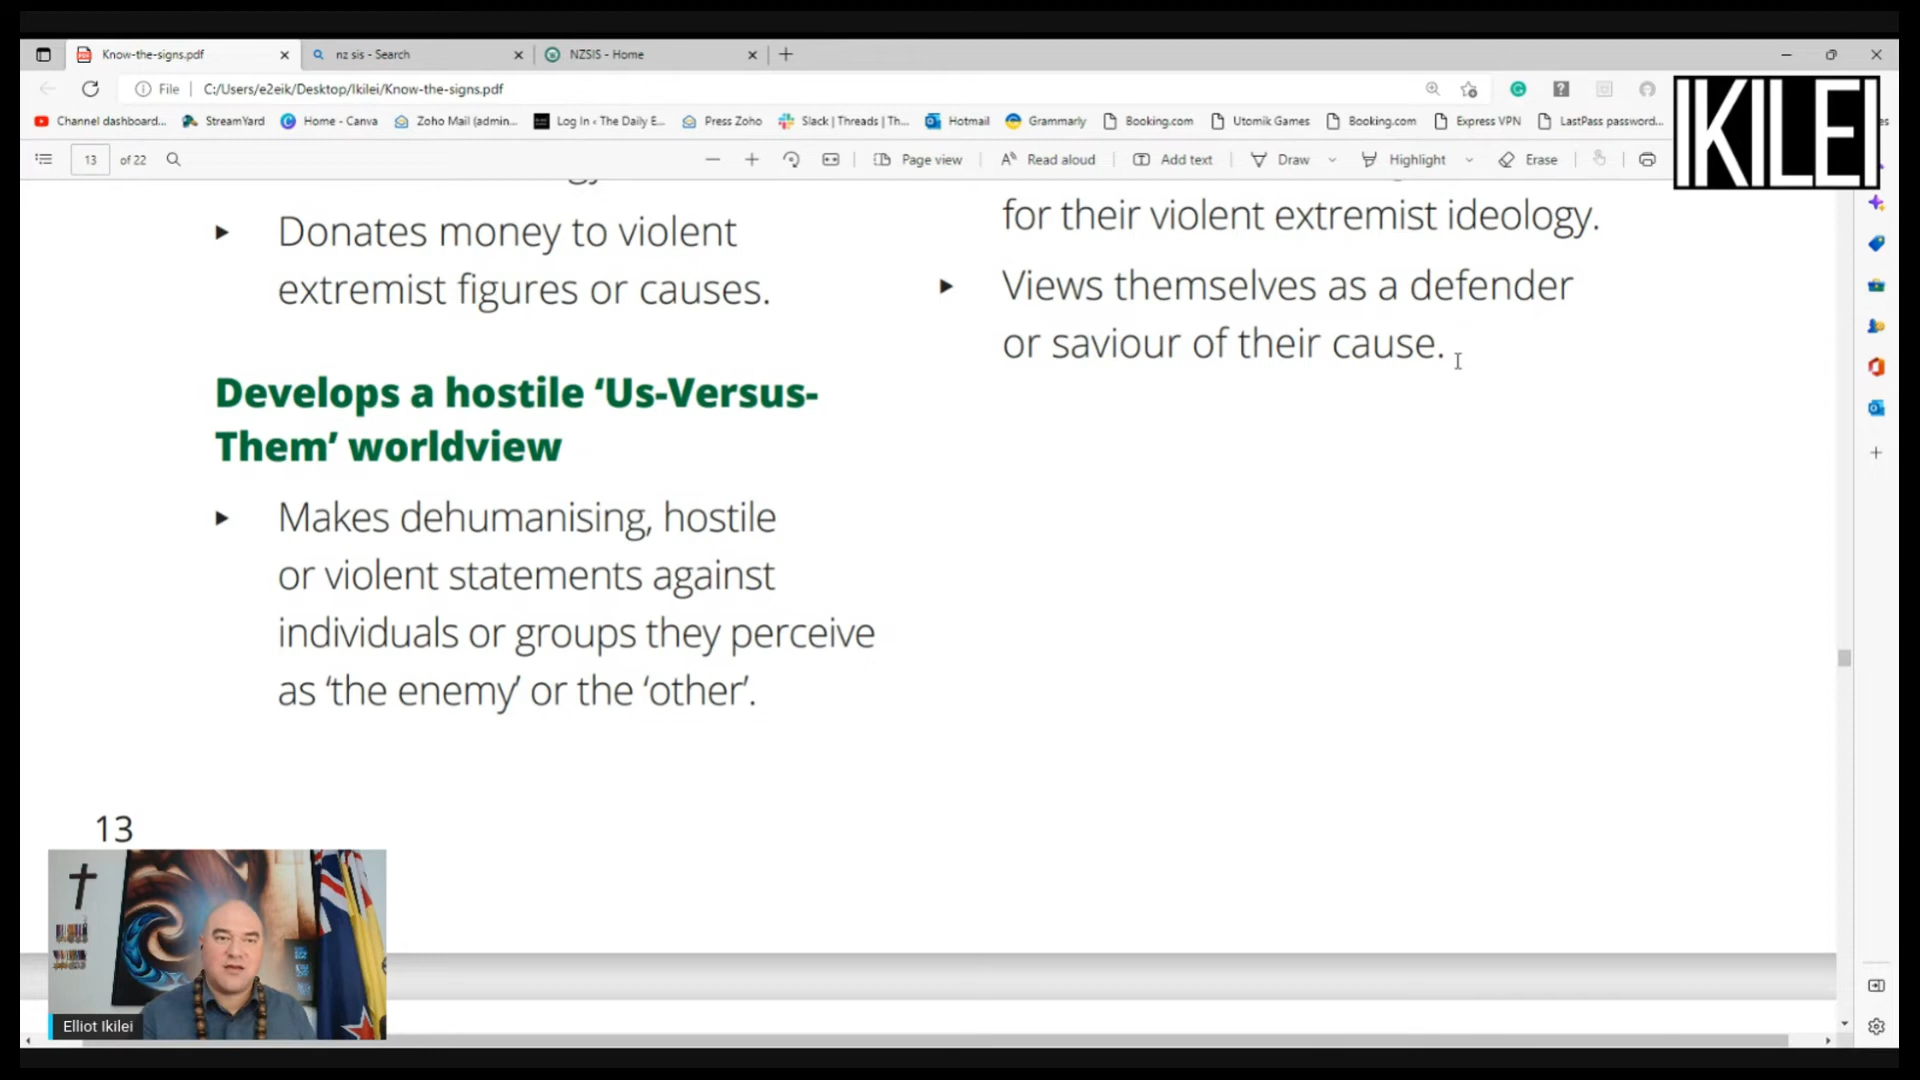 Know-the-signs.pdf
nz sis - Search
NZSIS - Home
File
C:/Users/e2eik/Desktop/Ikilei/Know-the-signs.pdf
Channel dashboard...
StreamYard
Home - Canva
Zoho Mail (admin...
Log In ‹ The Daily E...
Press Zoho
Slack | Threads | Th...
Hotmail
Grammarly
Booking.com
Utomik Games
Booking.com
Express VPN
LastPass password...
IKILEI
13 of 22
Page view
Read aloud
Add text
Draw
Highlight
Erase
Donates money to violent
extremist figures or causes.
Develops a hostile ‘Us-Versus-
Them’ worldview
Makes dehumanising, hostile
or violent statements against
individuals or groups they perceive
as ‘the enemy’ or the ‘other’.
13
for their violent extremist ideology.
Views themselves as a defender
or saviour of their cause.
Elliot Ikilei